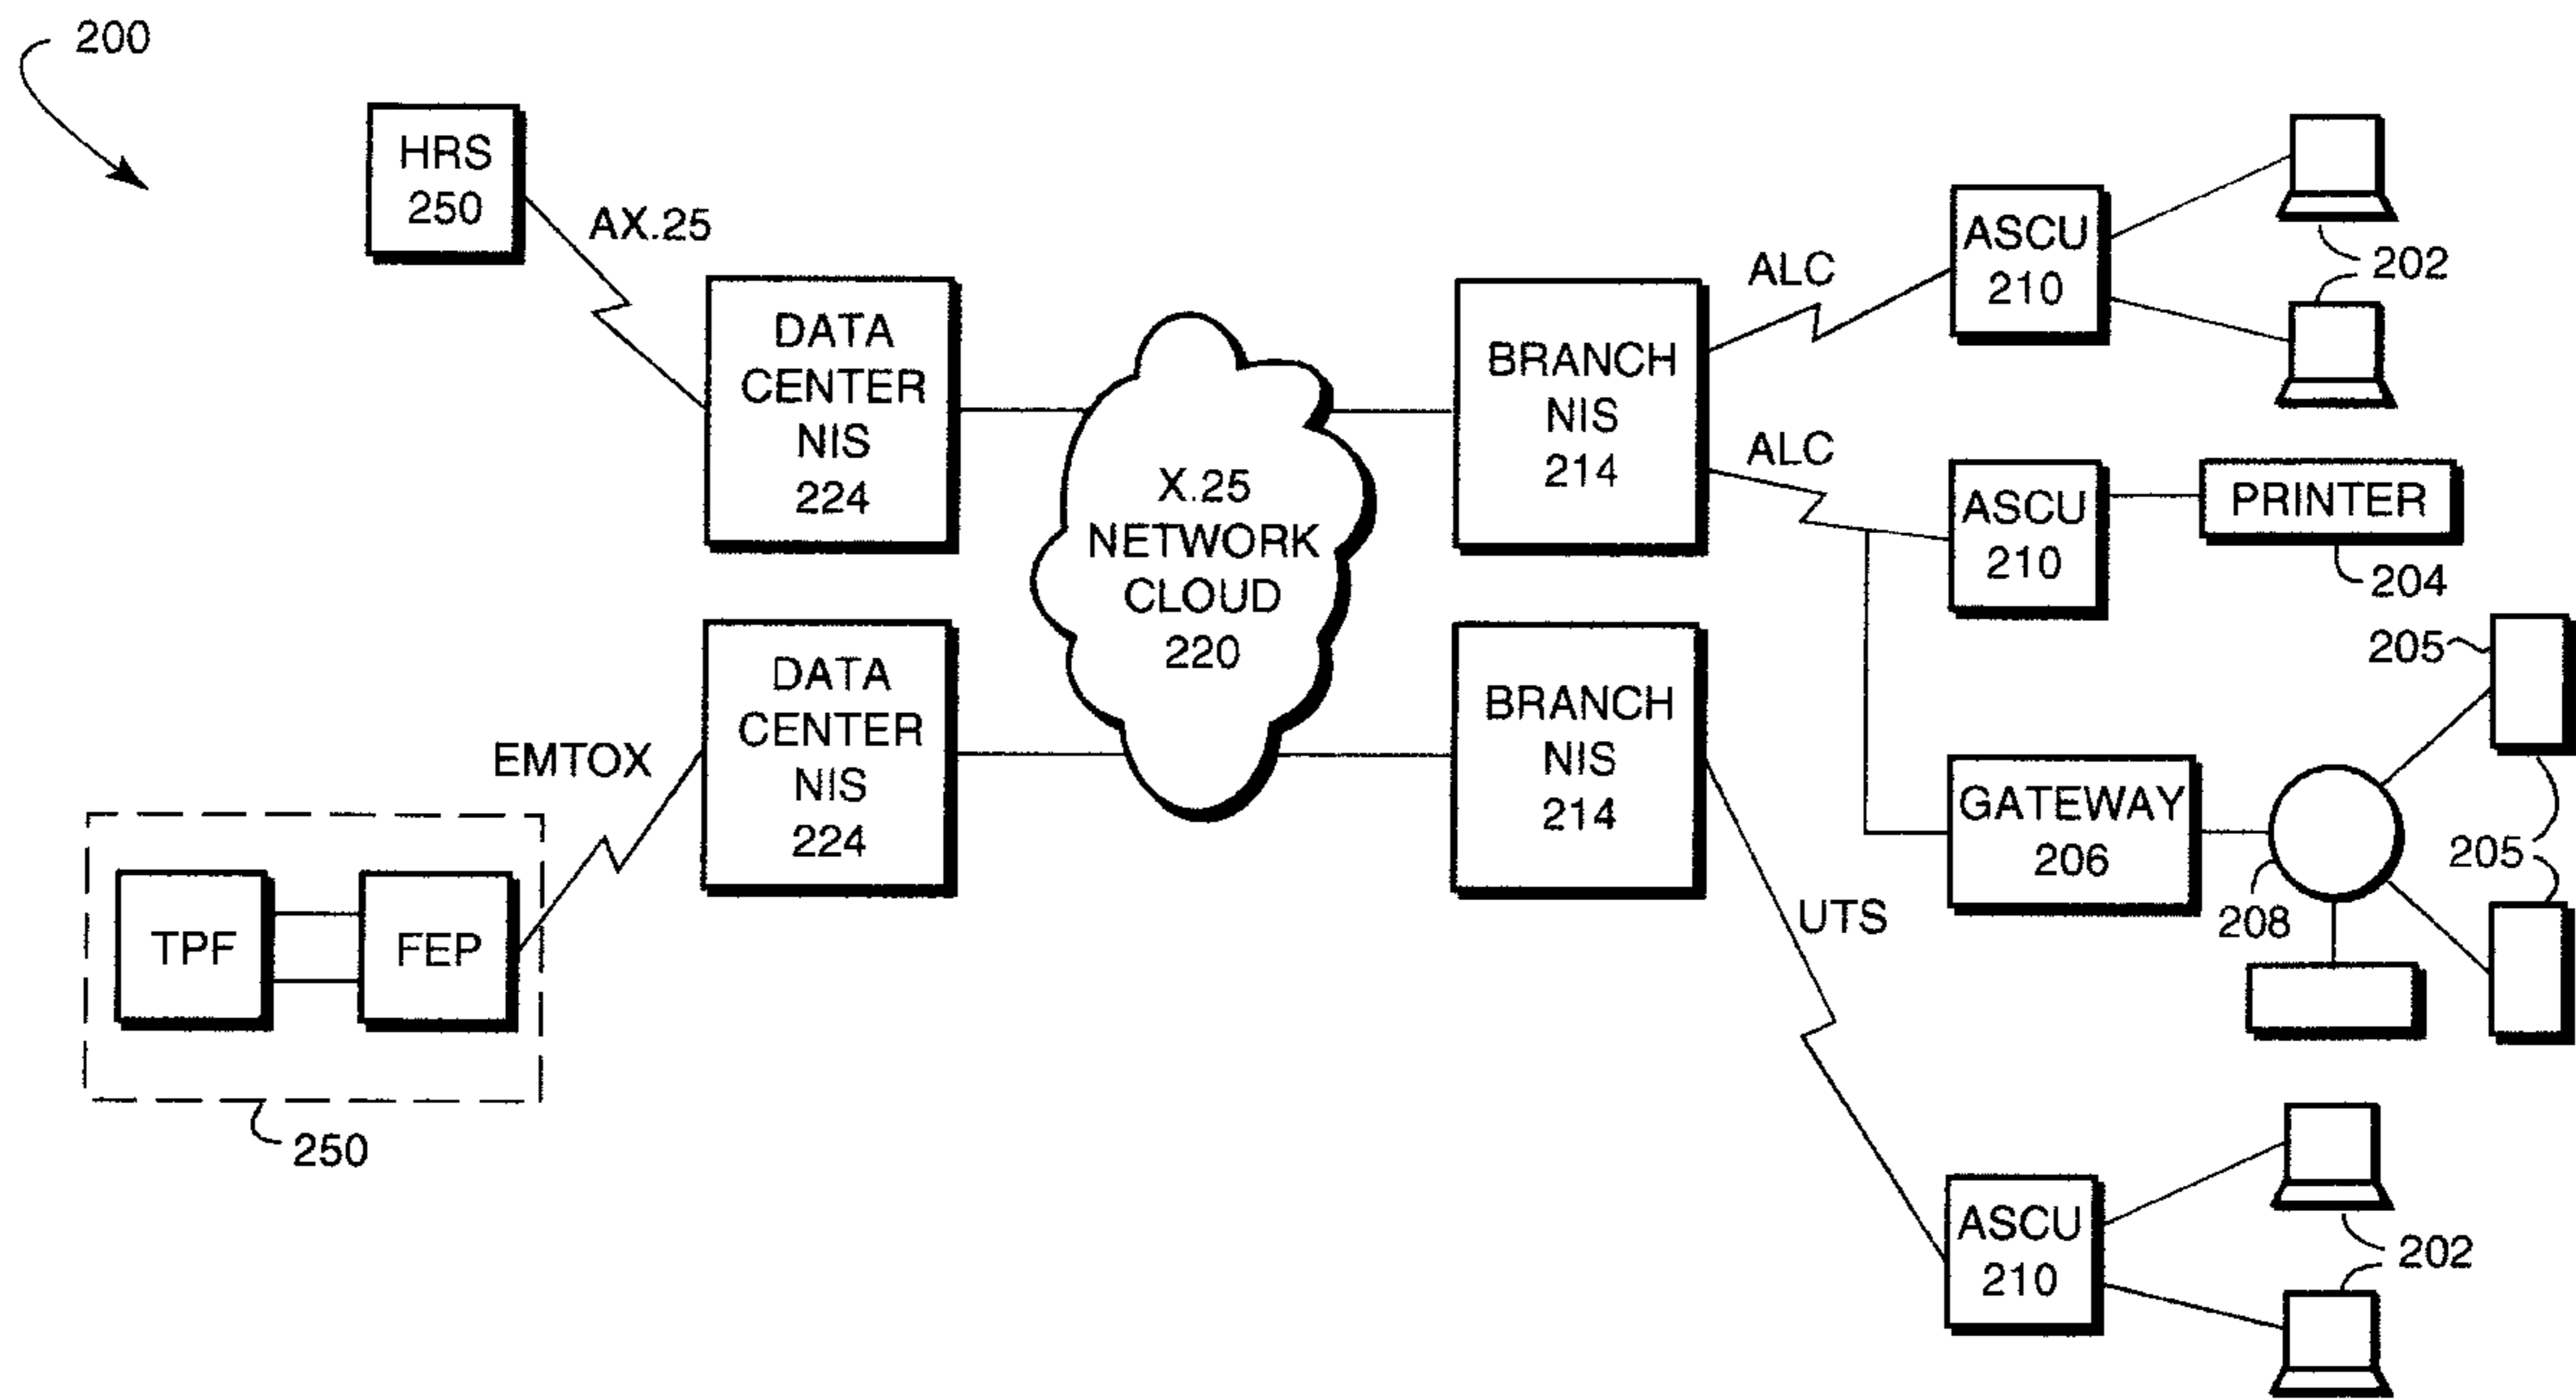 200
HRS
250
AX.25
DATA
CENTER
NIS
224
X.25
NETWORK
CLOUD
220
BRANCH
NIS
214
ALC
ASCU
210
202
ALC
ASCU
210
PRINTER
204
DATA
CENTER
NIS
224
EMTOX
TPF
FEP
250
BRANCH
NIS
214
UTS
GATEWAY
206
208
205
205
ASCU
210
202